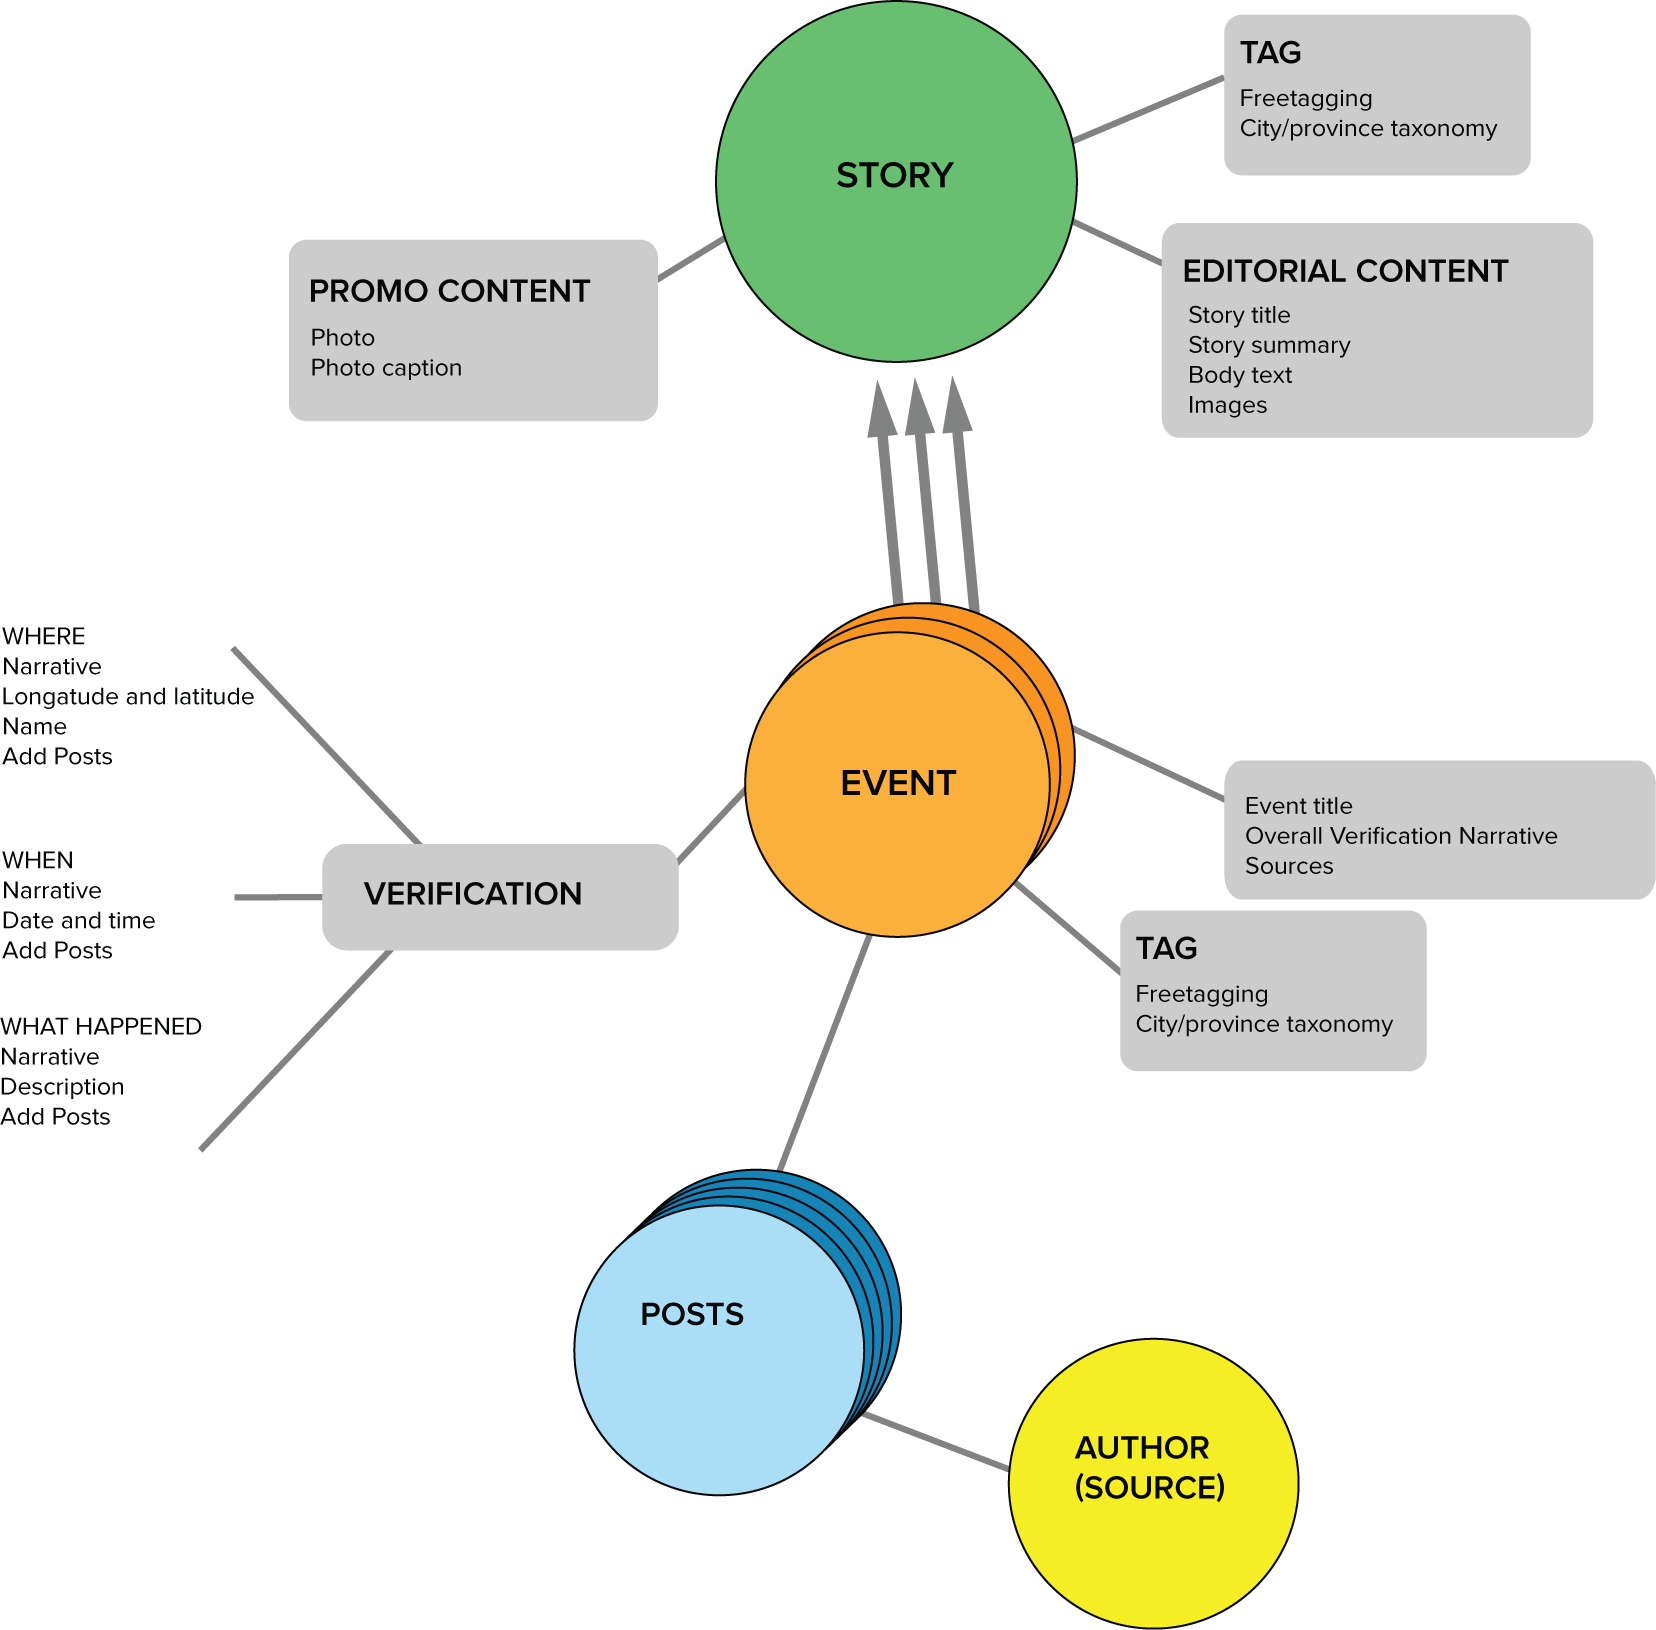 STORY
TAG
Freetagging
City/province taxonomy
PROMO CONTENT
Photo
Photo caption
EDITORIAL CONTENT
Story title
Story summary
Body text
Images
WHERE
Narrative
Longatude and latitude
Name
Add Posts
WHEN
Narrative
Date and time
Add Posts
WHAT HAPPENED
Narrative
Description
Add Posts
VERIFICATION
EVENT
Event title
Overall Verification Narrative
Sources
TAG
Freetagging
City/province taxonomy
POSTS
AUTHOR
(SOURCE)